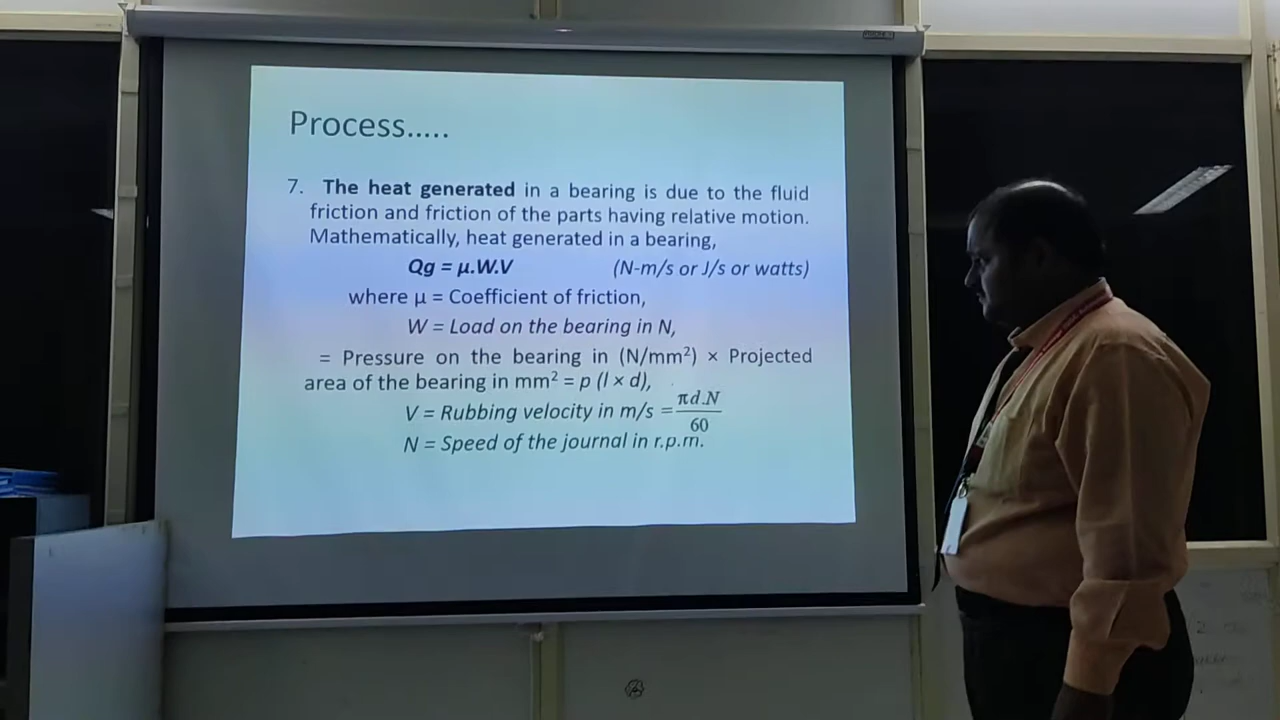 Process.....
7. The heat generated in a bearing is due to the fluid
friction and friction of the parts having relative motion.
Mathematically, heat generated in a bearing,
Qg = μ.W.V (N-m/s or J/s or watts)
where μ = Coefficient of friction,
W = Load on the bearing in N,
= Pressure on the bearing in (N/mm²) × Projected
area of the bearing in mm² = p (l × d),
V = Rubbing velocity in m/s = πd.N
60
N = Speed of the journal in r.p.m.